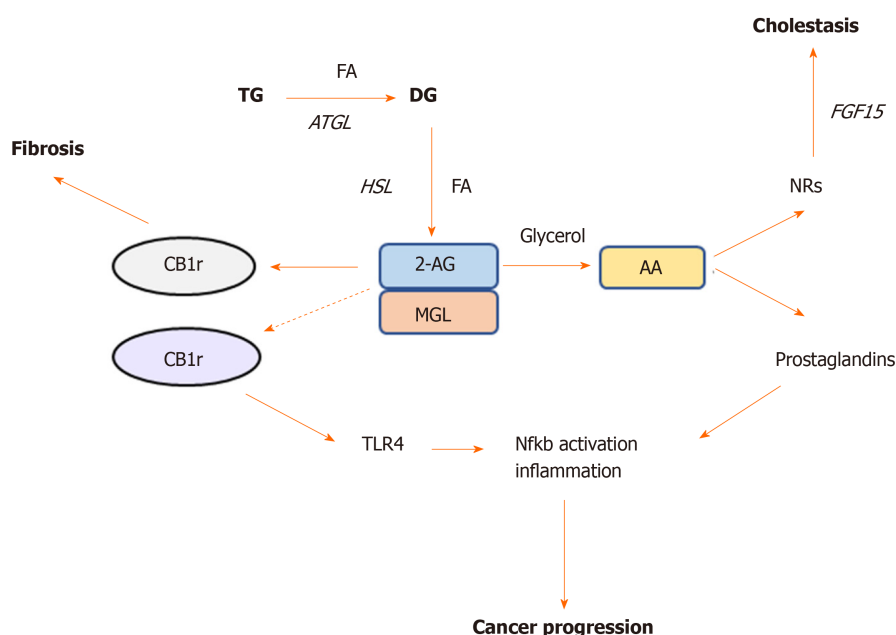 Cholestasis
FA
TG
DG
ATGL
FGF15
Fibrosis
HSL
FA
NRs
Glycerol
CB1r
2-AG
AA
MGL
CB1r
Prostaglandins
TLR4
Nfkb activation
inflammation
Cancer progression